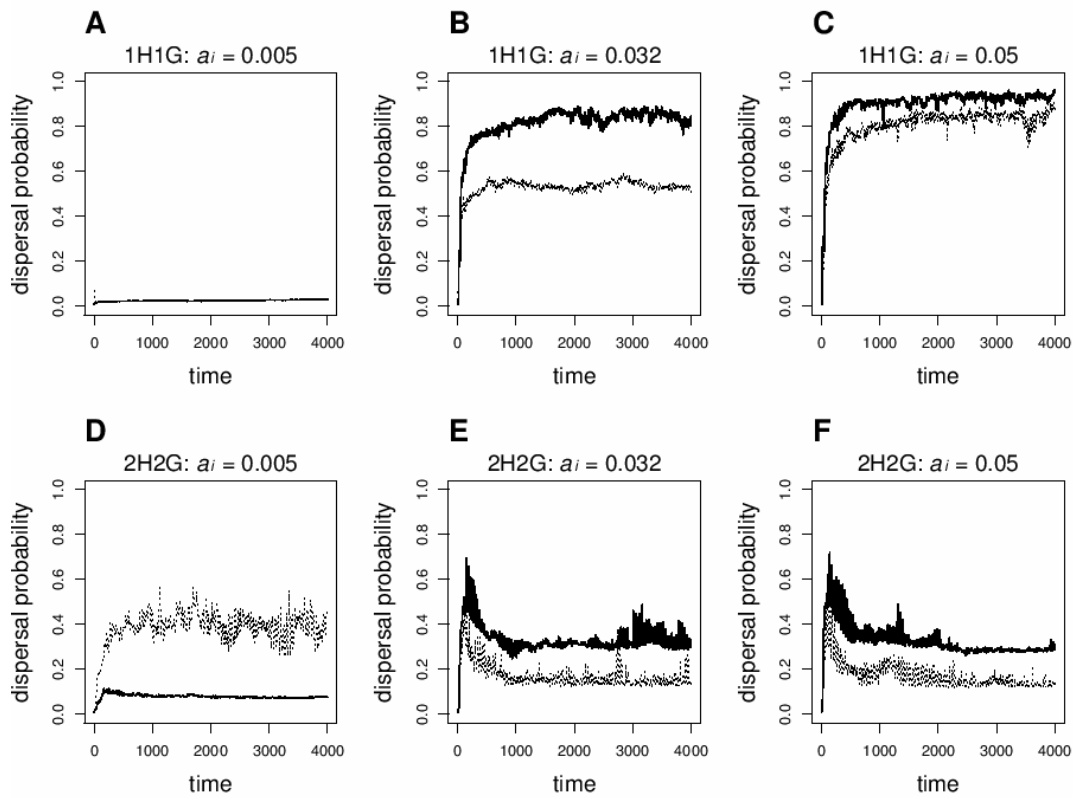 A
1H1G: ai = 0.005
dispersal probability
0.0 0.2 0.4 0.6 0.8 1.0
0 1000 2000 3000 4000
time
B
1H1G: ai = 0.032
dispersal probability
0.0 0.2 0.4 0.6 0.8 1.0
0 1000 2000 3000 4000
time
C
1H1G: ai = 0.05
dispersal probability
0.0 0.2 0.4 0.6 0.8 1.0
0 1000 2000 3000 4000
time
D
2H2G: ai = 0.005
dispersal probability
0.0 0.2 0.4 0.6 0.8 1.0
0 1000 2000 3000 4000
time
E
2H2G: ai = 0.032
dispersal probability
0.0 0.2 0.4 0.6 0.8 1.0
0 1000 2000 3000 4000
time
F
2H2G: ai = 0.05
dispersal probability
0.0 0.2 0.4 0.6 0.8 1.0
0 1000 2000 3000 4000
time